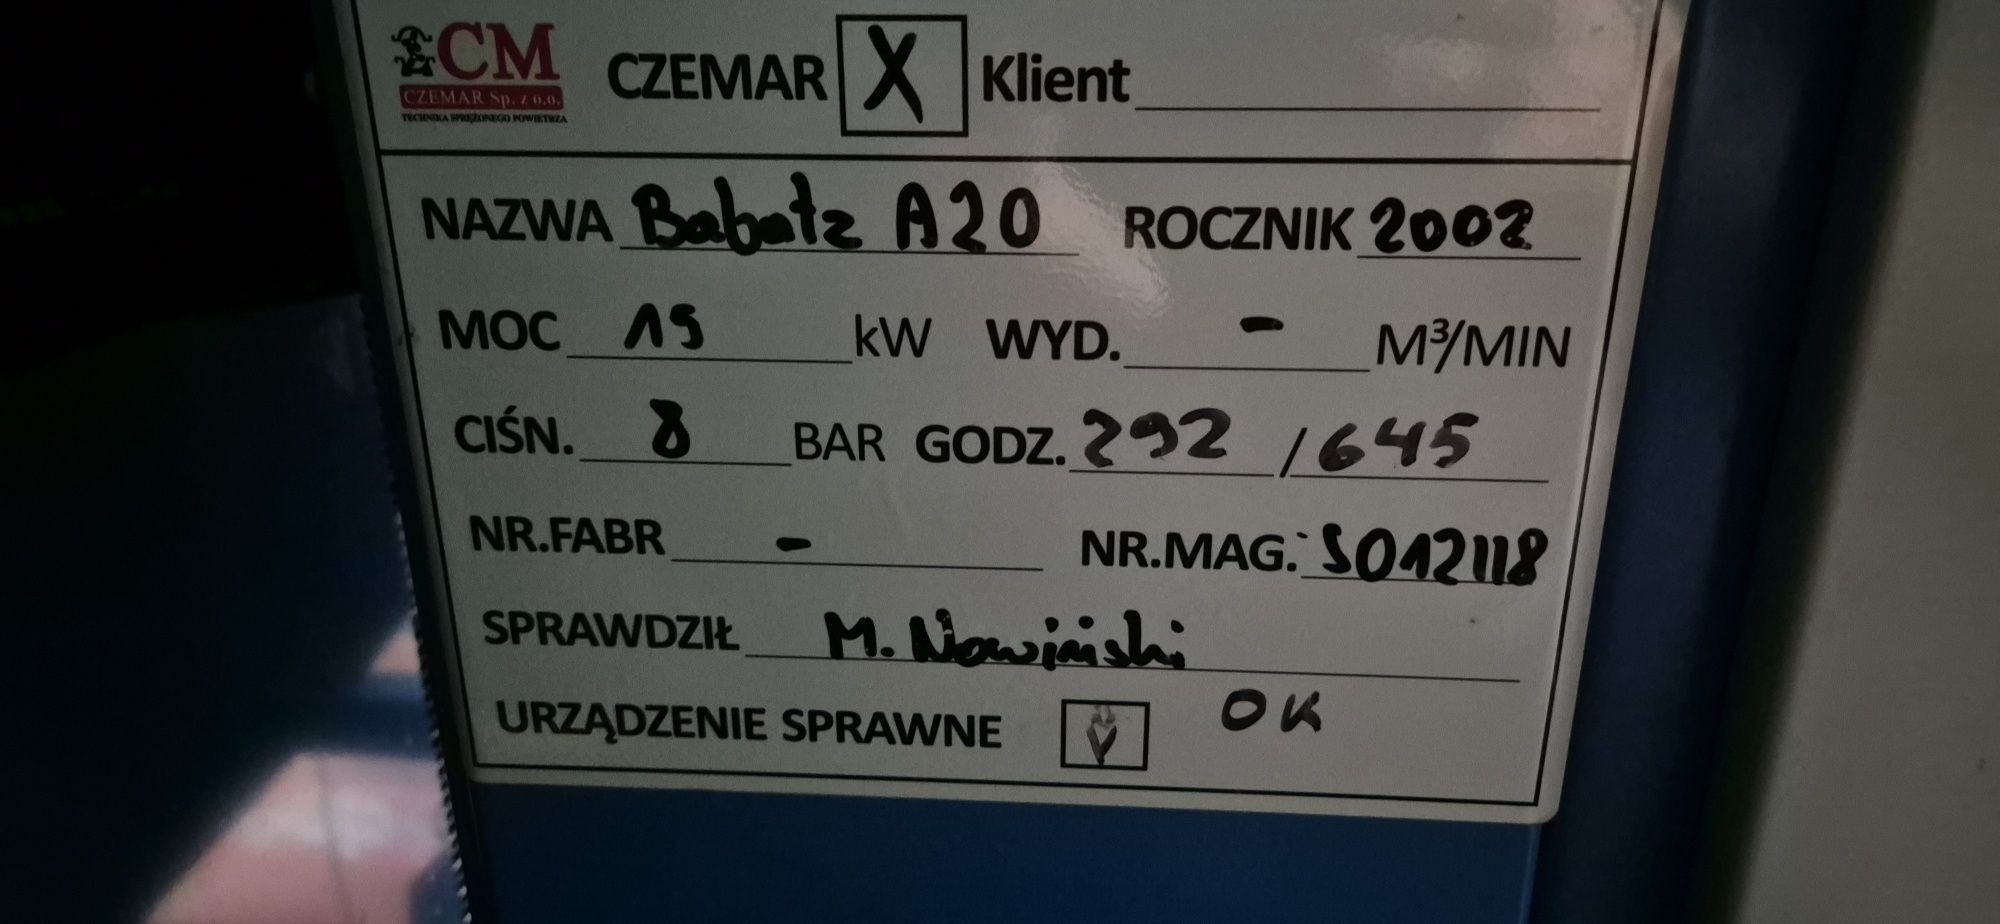 CM
CZEMAR Sp. z o.o.
TECHNIKA SPRĘŻONEGO POWIETRZA
CZEMAR X Klient
NAZWA Babatz A20 ROCZNIK 2002
MOC 15 kW WYD. - M³/MIN
CIŚN. 8 BAR GODZ. 292 / 645
NR.FABR - NR.MAG. S012118
SPRAWDZIŁ M. Nowiński
URZĄDZENIE SPRAWNE OK